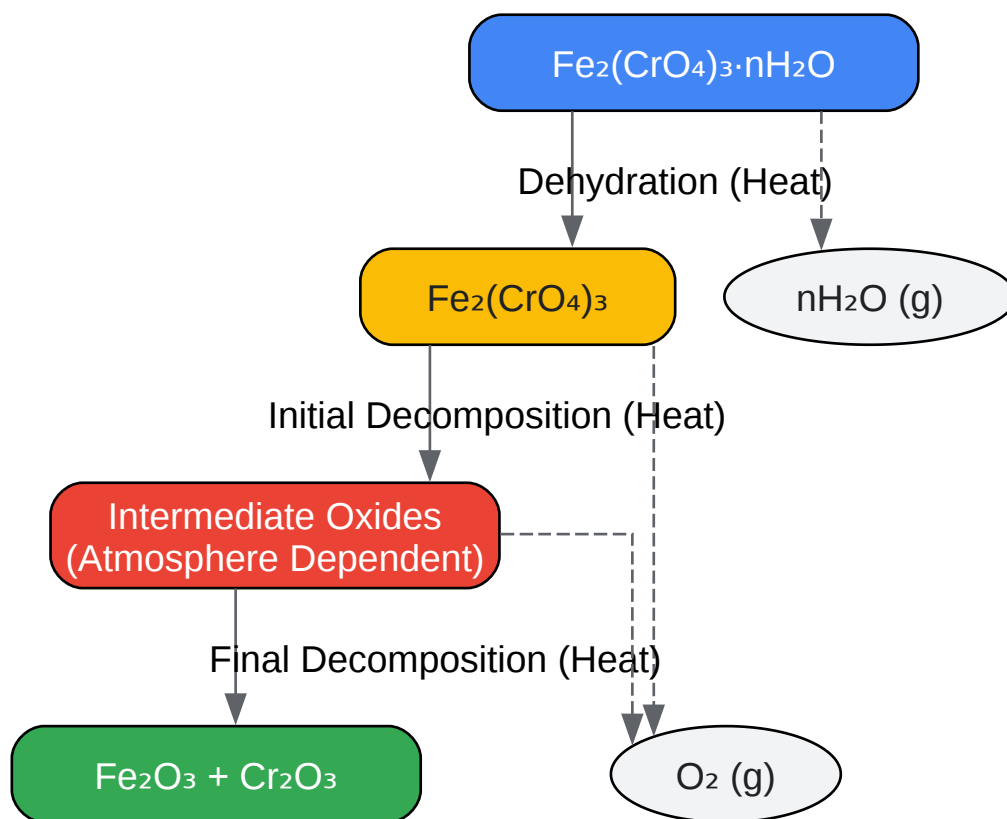 Fe₂(CrO₄)₃·nH₂O
Dehydration (Heat)
Fe₂(CrO₄)₃
nH₂O (g)
Initial Decomposition (Heat)
Intermediate Oxides
(Atmosphere Dependent)
Final Decomposition (Heat)
Fe₂O₃ + Cr₂O₃
O₂ (g)